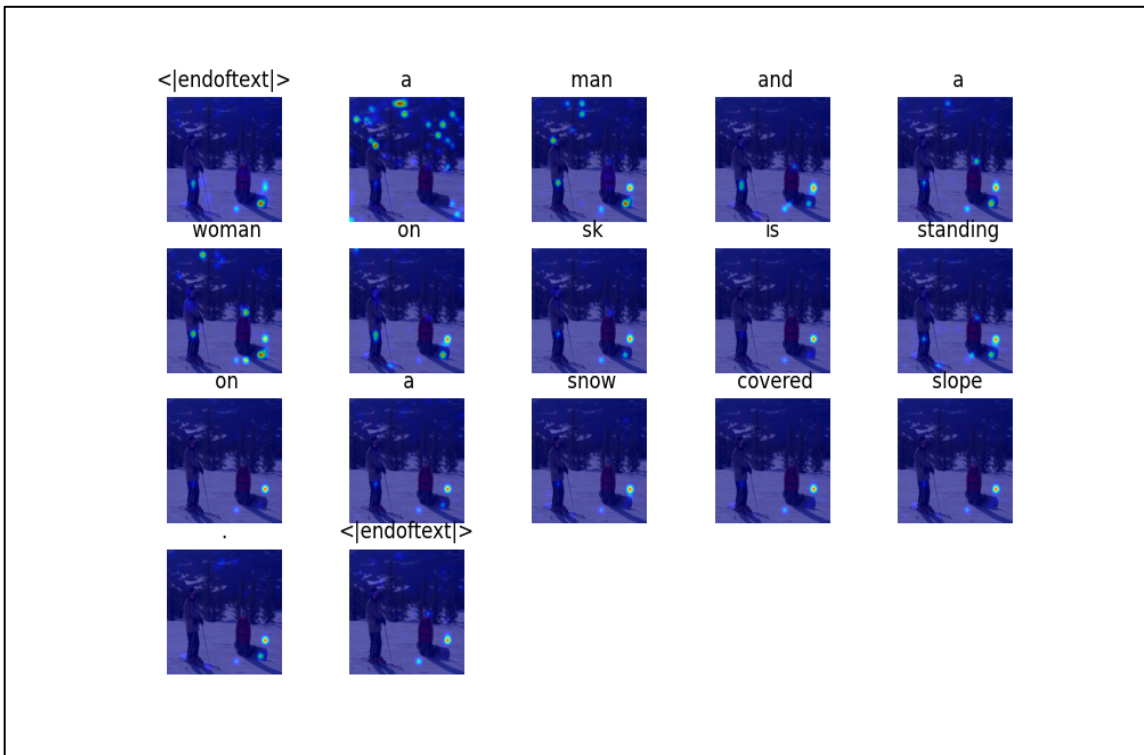 <|endoftext|> a man and a
woman on sk is standing
on a snow covered slope
. <|endoftext|>